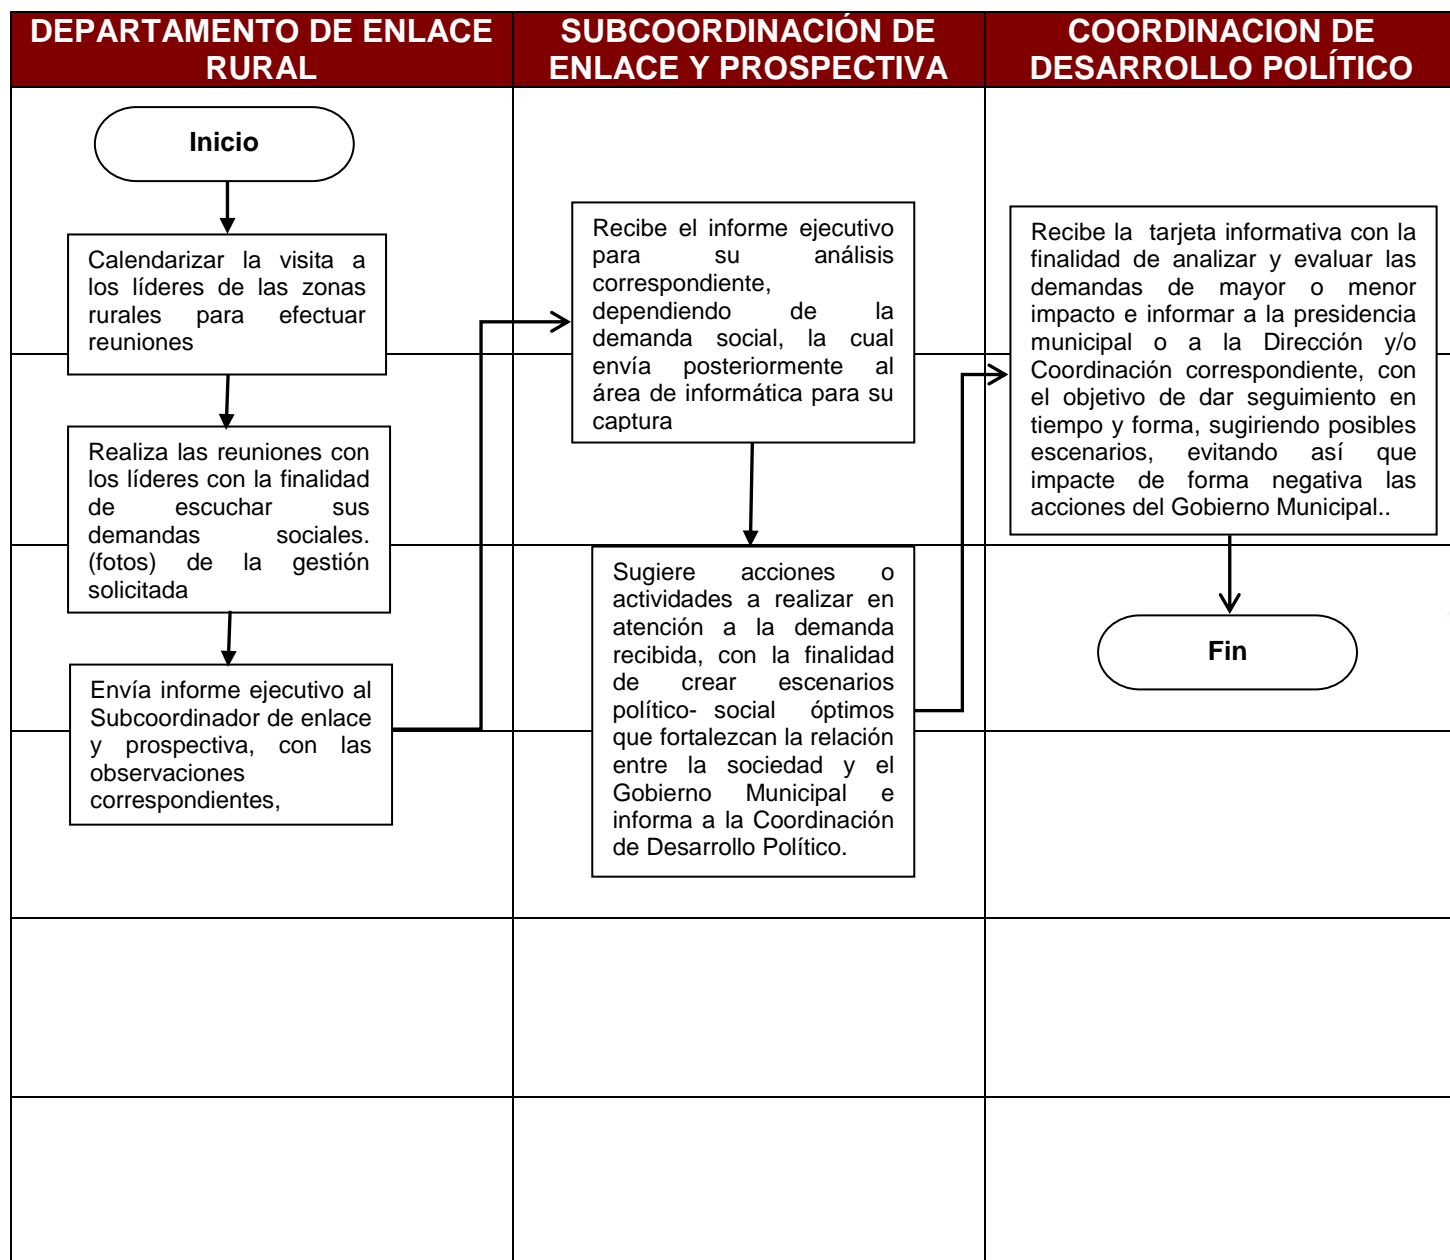 DEPARTAMENTO DE ENLACE
RURAL
SUBCOORDINACIÓN DE
ENLACE Y PROSPECTIVA
COORDINACION DE
DESARROLLO POLÍTICO
Inicio
Calendarizar la visita a
los líderes de las zonas
rurales para efectuar
reuniones
Realiza las reuniones con
los líderes con la finalidad
de escuchar sus
demandas sociales.
(fotos) de la gestión
solicitada
Envía informe ejecutivo al
Subcoordinador de enlace
y prospectiva, con las
observaciones
correspondientes,
Recibe el informe ejecutivo
para su análisis
correspondiente,
dependiendo de la
demanda social, la cual
envía posteriormente al
área de informática para su
captura
Sugiere acciones o
actividades a realizar en
atención a la demanda
recibida, con la finalidad
de crear escenarios
político- social óptimos
que fortalezcan la relación
entre la sociedad y el
Gobierno Municipal e
informa a la Coordinación
de Desarrollo Político.
Recibe la tarjeta informativa con la
finalidad de analizar y evaluar las
demandas de mayor o menor
impacto e informar a la presidencia
municipal o a la Dirección y/o
Coordinación correspondiente, con
el objetivo de dar seguimiento en
tiempo y forma, sugiriendo posibles
escenarios, evitando así que
impacte de forma negativa las
acciones del Gobierno Municipal..
Fin